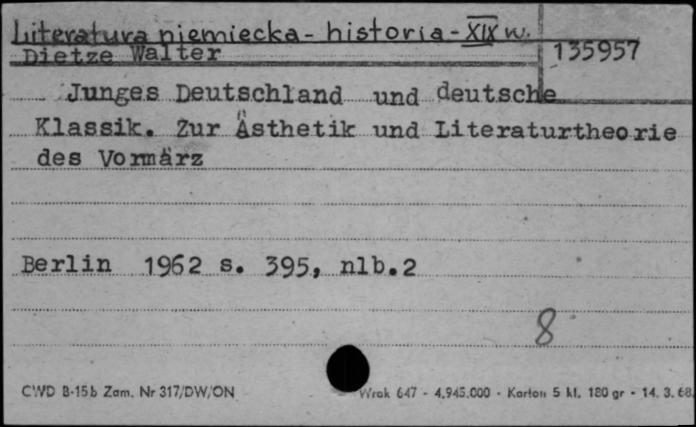 Literatura niemiecka - historia - XIX w.
Dietze Walter
135957
Junges Deutschland und deutsche
Klassik. Zur Ästhetik und Literaturtheorie
des Vormärz
Berlin 1962 s. 395, nlb.2
8
CWD B-15b Zam. Nr 317/DW/ON
Wrok 647 - 4.945.000 - Karton 5 kl. 180 gr - 14. 3. 68.